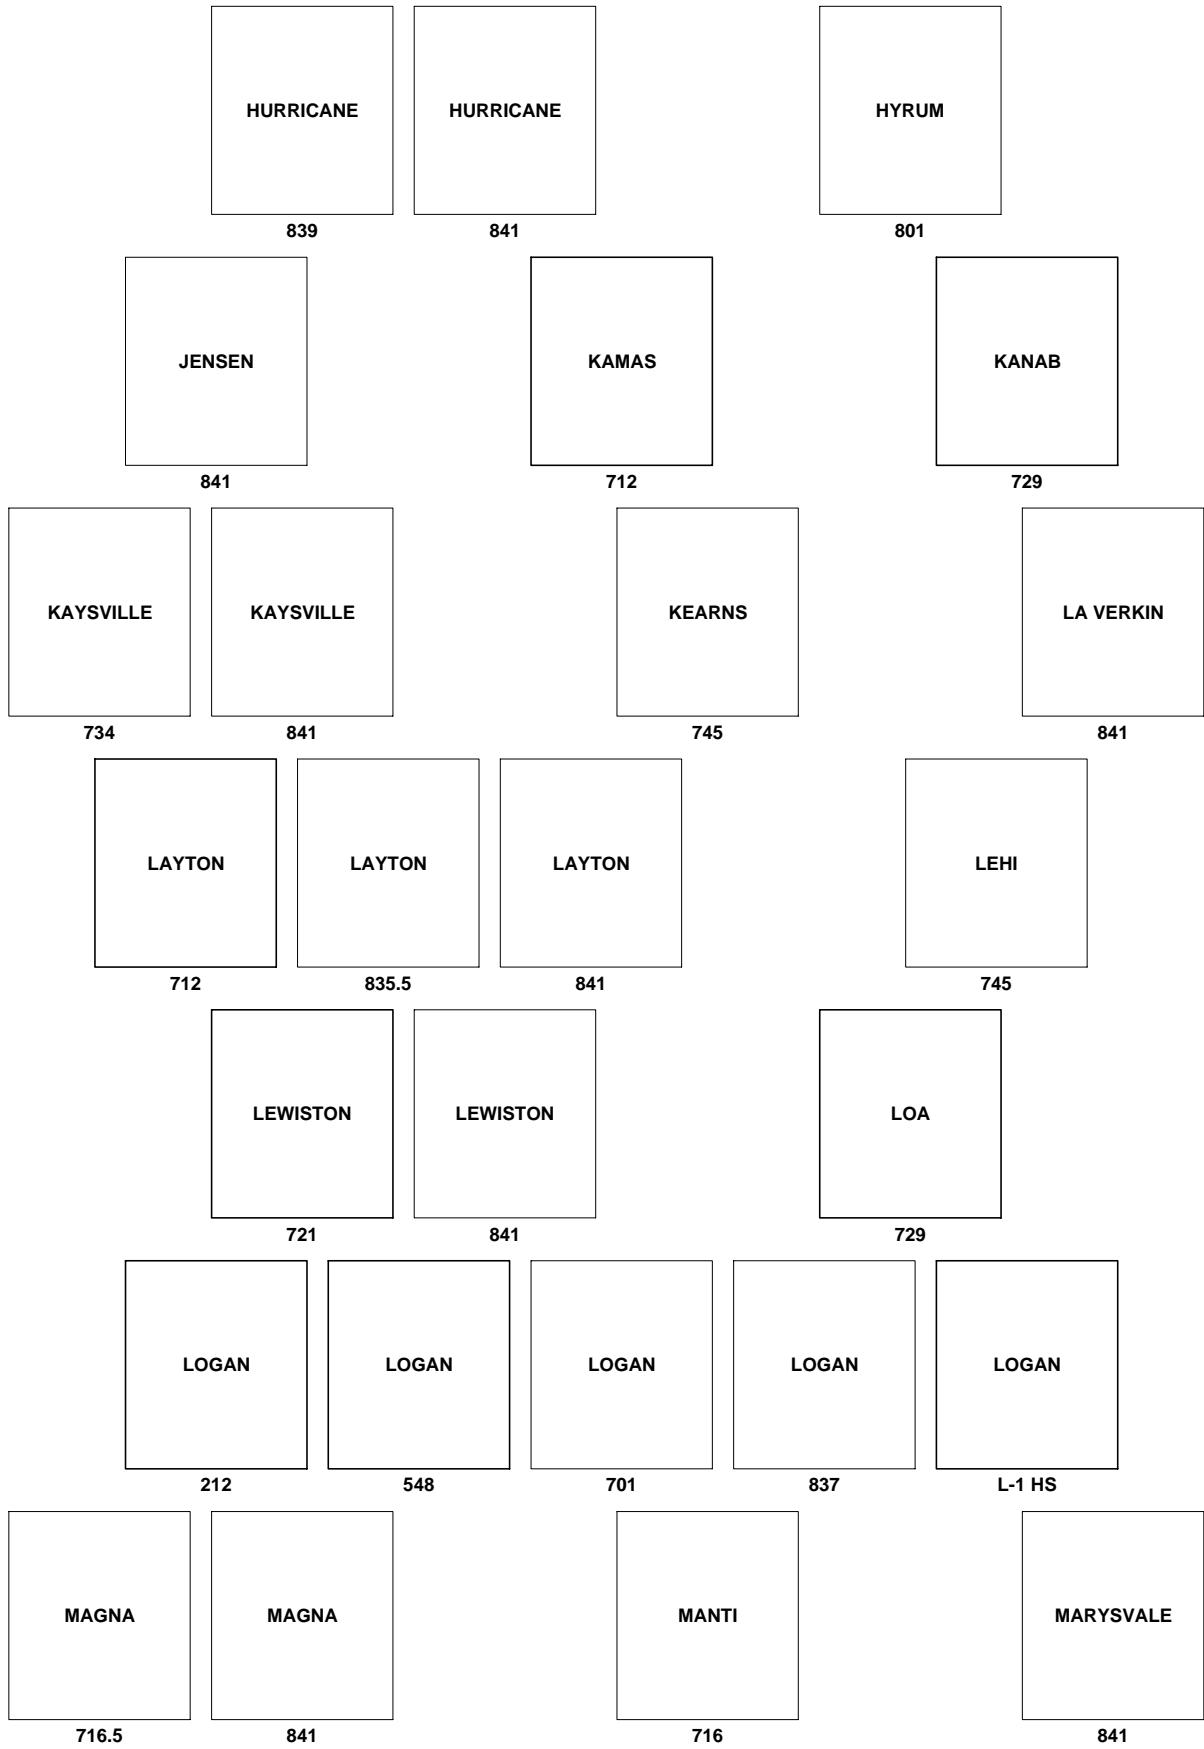 HURRICANE HURRICANE HYRUM
839 841 801
JENSEN KAMAS KANAB
841 712 729
KAYSVILLE KAYSVILLE KEARNS LA VERKIN
734 841 745 841
LAYTON LAYTON LAYTON LEHI
712 835.5 841 745
LEWISTON LEWISTON LOA
721 841 729
LOGAN LOGAN LOGAN LOGAN LOGAN
212 548 701 837 L-1 HS
MAGNA MAGNA MANTI MARYSVALE
716.5 841 716 841